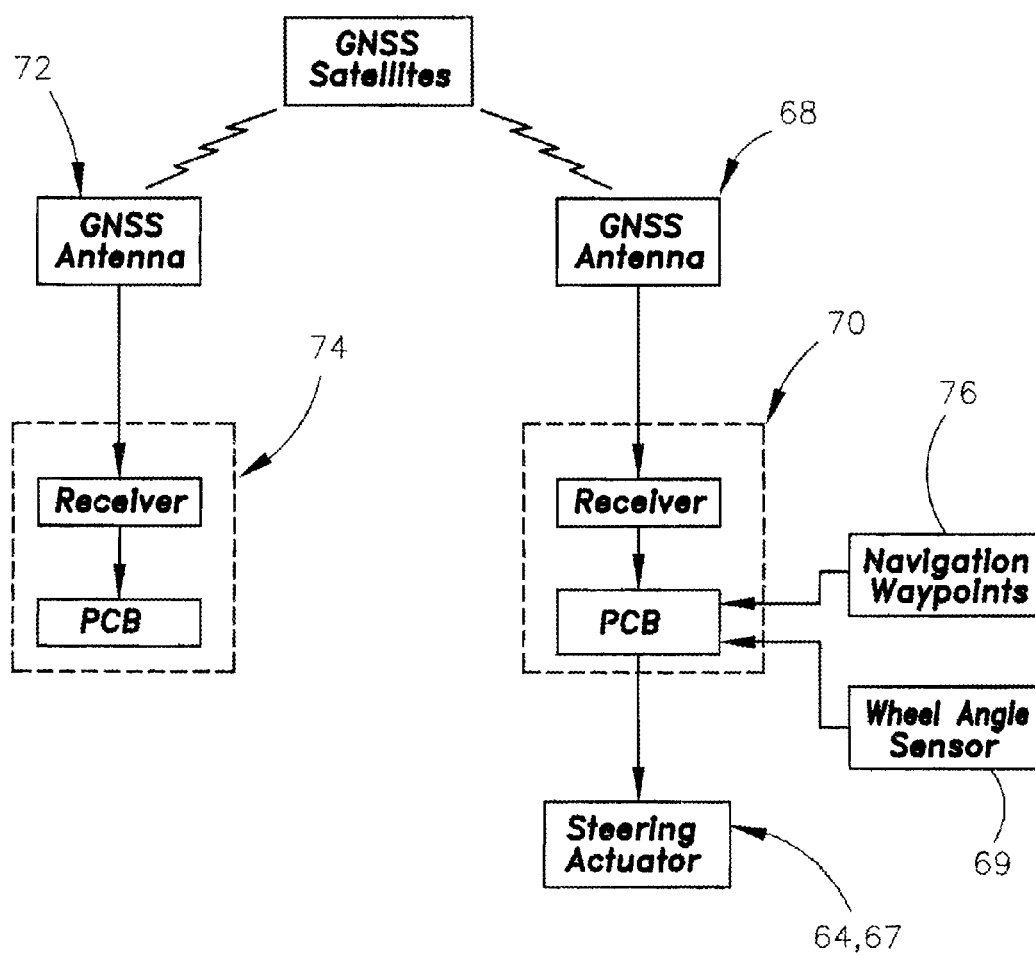 GNSS
Satellites
72
68
GNSS
Antenna
GNSS
Antenna
70
74
76
Receiver
Receiver
Navigation
Waypoints
PCB
PCB
Wheel Angle
Sensor
Steering
Actuator
69
64,67